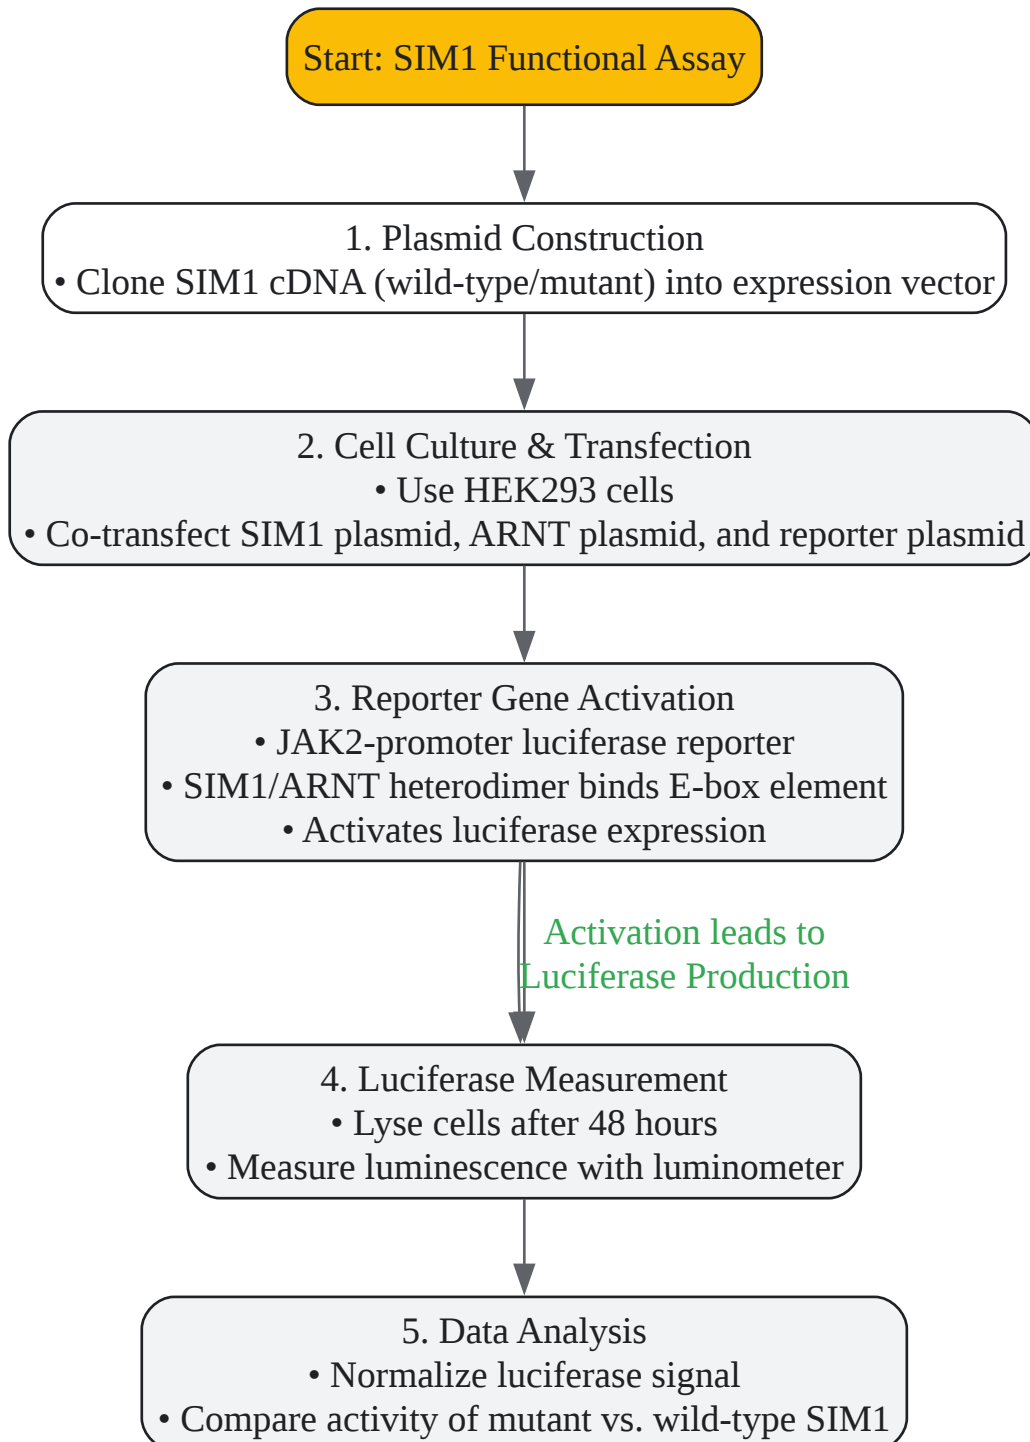 Start: SIM1 Functional Assay
1. Plasmid Construction
• Clone SIM1 cDNA (wild-type/mutant) into expression vector
2. Cell Culture & Transfection
• Use HEK293 cells
• Co-transfect SIM1 plasmid, ARNT plasmid, and reporter plasmid
3. Reporter Gene Activation
• JAK2-promoter luciferase reporter
• SIM1/ARNT heterodimer binds E-box element
• Activates luciferase expression
Activation leads to
Luciferase Production
4. Luciferase Measurement
• Lyse cells after 48 hours
• Measure luminescence with luminometer
5. Data Analysis
• Normalize luciferase signal
• Compare activity of mutant vs. wild-type SIM1